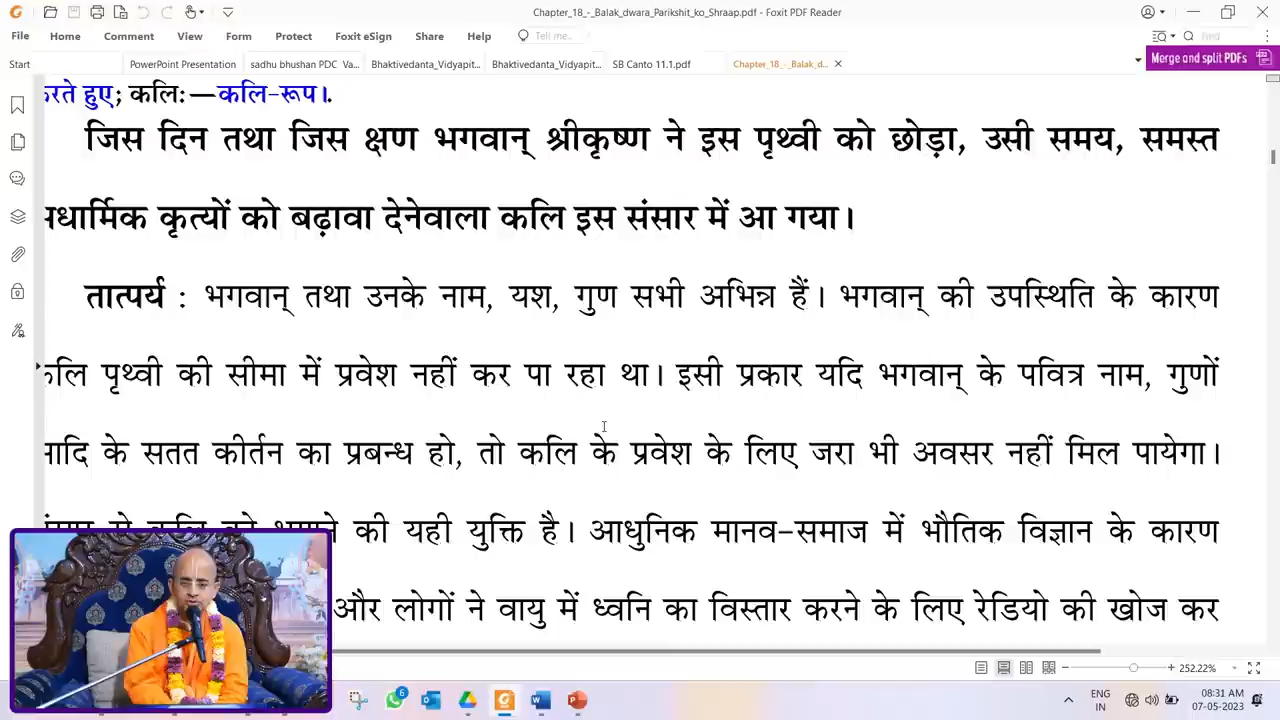 Chapter_18_-_Balak_dwara_Parikshit_ko_Shraap.pdf - Foxit PDF Reader
File Home Comment View Form Protect Foxit eSign Share Help Tell me... Find
Start PowerPoint Presentation sadhu bhushan PDC Va... Bhaktivedanta_Vidyapit... Bhaktivedanta_Vidyapit... SB Canto 11.1.pdf Chapter_18_-_Balak_d... Merge and split PDFs
हुए; कलिः—कलि-रूप।.
जिस दिन तथा जिस क्षण भगवान् श्रीकृष्ण ने इस पृथ्वी को छोड़ा, उसी समय, समस्त
कृत्यों को बढ़ावा देनेवाला कलि इस संसार में आ गया।
तात्पर्य : भगवान् तथा उनके नाम, यश, गुण सभी अभिन्न हैं। भगवान् की उपस्थिति के कारण
पृथ्वी की सीमा में प्रवेश नहीं कर पा रहा था। इसी प्रकार यदि भगवान् के पवित्र नाम, गुणों
के सतत कीर्तन का प्रबन्ध हो, तो कलि के प्रवेश के लिए जरा भी अवसर नहीं मिल पायेगा।
की यही युक्ति है। आधुनिक मानव-समाज में भौतिक विज्ञान के कारण
और लोगों ने वायु में ध्वनि का विस्तार करने के लिए रेडियो की खोज कर
252.22%
6
ENG
IN
08:31 AM
07-05-2023